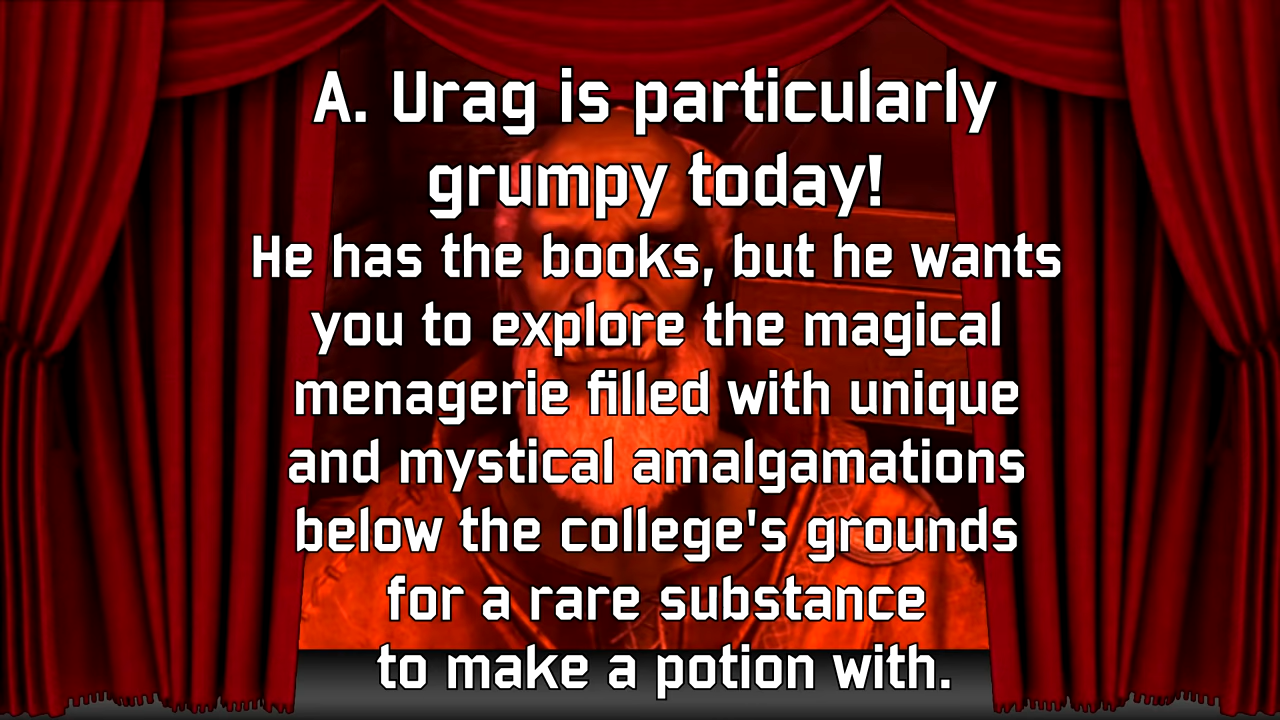 A. Urag is particularly
grumpy today!
He has the books, but he wants
you to explore the magical
menagerie filled with unique
and mystical amalgamations
below the college's grounds
for a rare substance
to make a potion with.